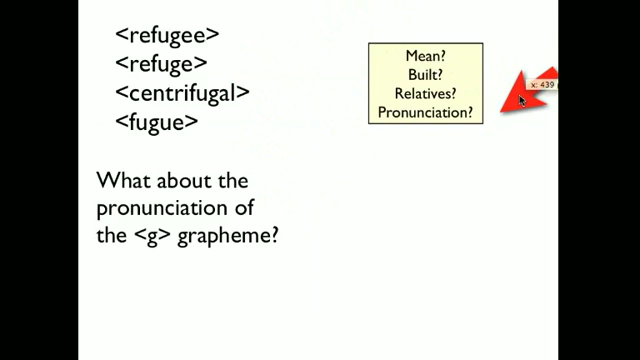 <refugee>
<refuge>
<centrifugal>
<fugue>
Mean?
Built?
Relatives?
Pronunciation?
x: 439
What about the
pronunciation of
the <g> grapheme?